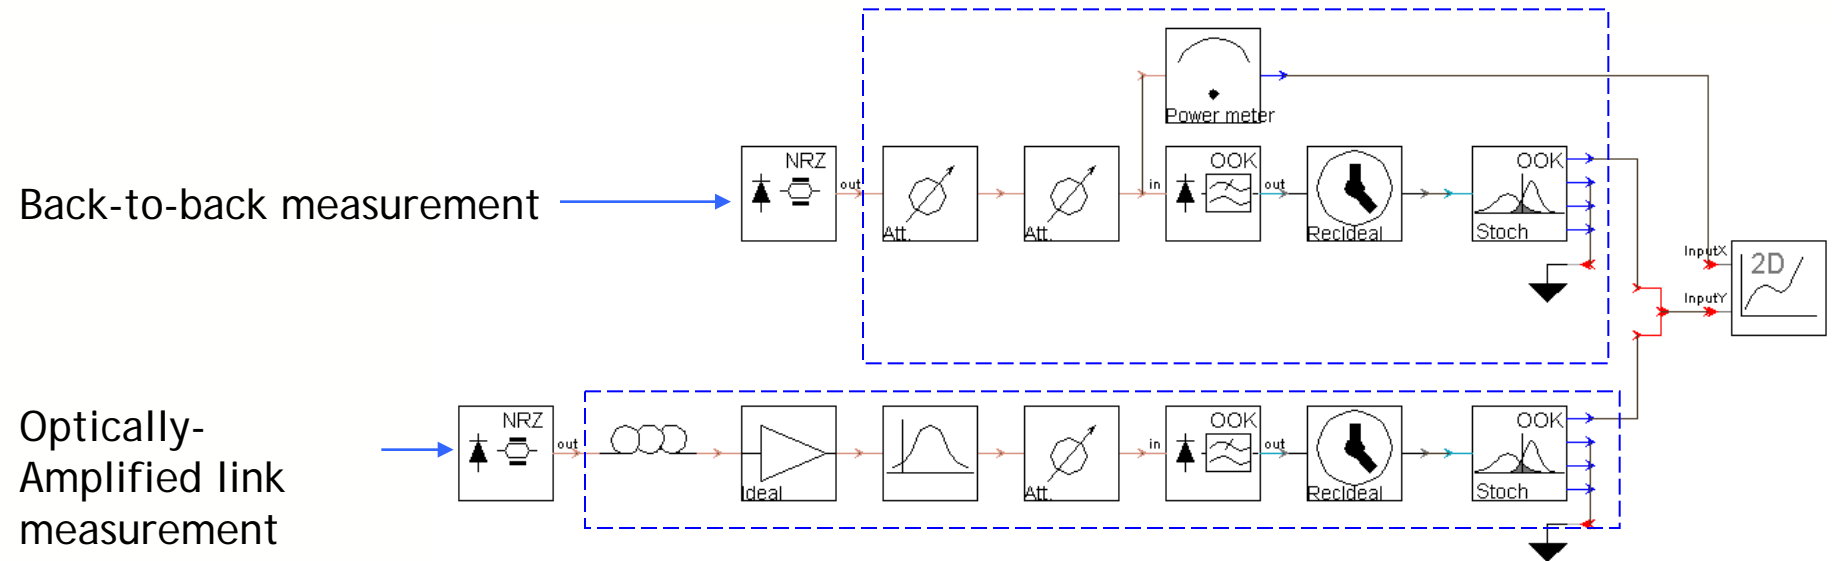 Power meter
NRZ
out
Att.
Att.
in
OOK
out
RecIdeal
OOK
Stoch
Back-to-back measurement
InputX
2D
InputY
Optically-
Amplified link
measurement
NRZ
out
Ideal
Att.
in
OOK
out
RecIdeal
OOK
Stoch